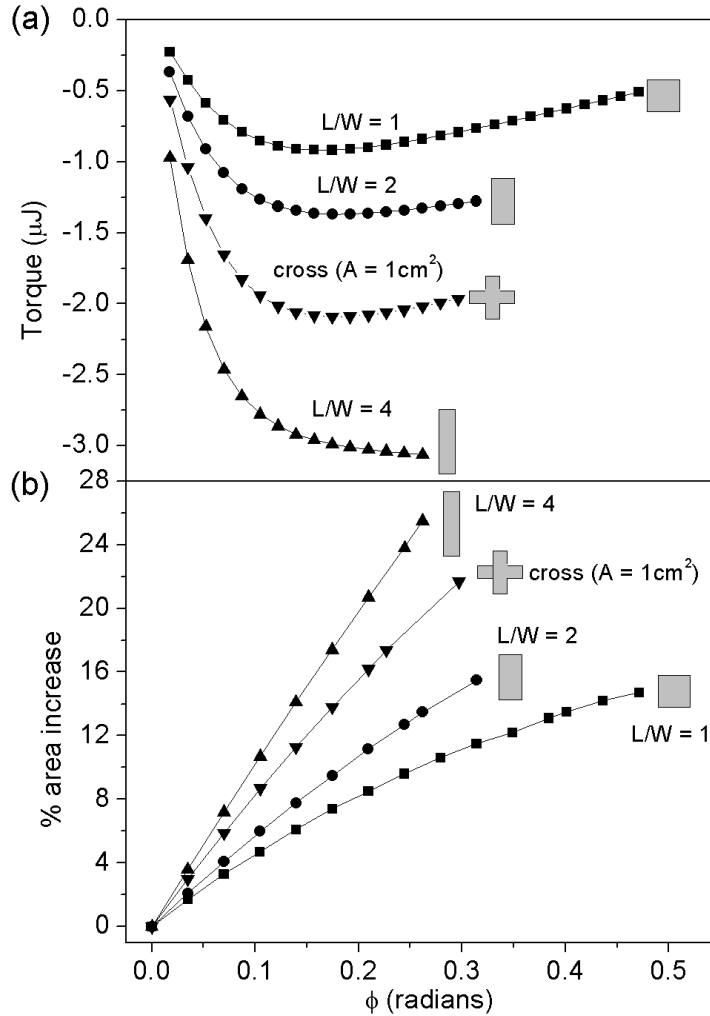 (a)
0.0
-0.5
-1.0
-1.5
-2.0
-2.5
-3.0
Torque (μJ)
L/W = 1
L/W = 2
cross (A = 1cm²)
L/W = 4
(b)
28
24
20
16
12
8
4
0
% area increase
L/W = 4
cross (A = 1cm²)
L/W = 2
L/W = 1
0.0 0.1 0.2 0.3 0.4 0.5
ϕ (radians)